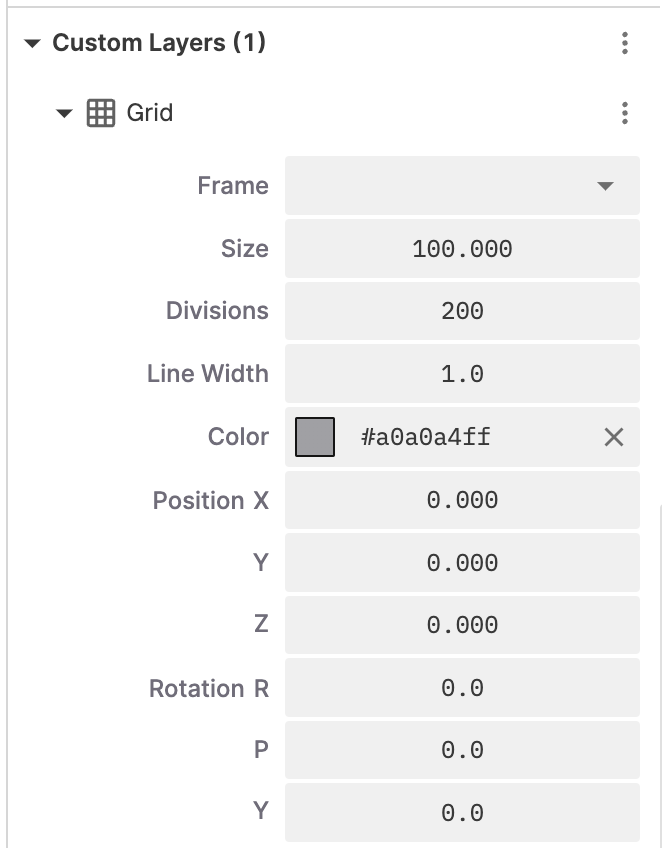 Custom Layers (1)
Grid
Frame
Size 100.000
Divisions 200
Line Width 1.0
Color #a0a0a4ff
Position X 0.000
Y 0.000
Z 0.000
Rotation R 0.0
P 0.0
Y 0.0